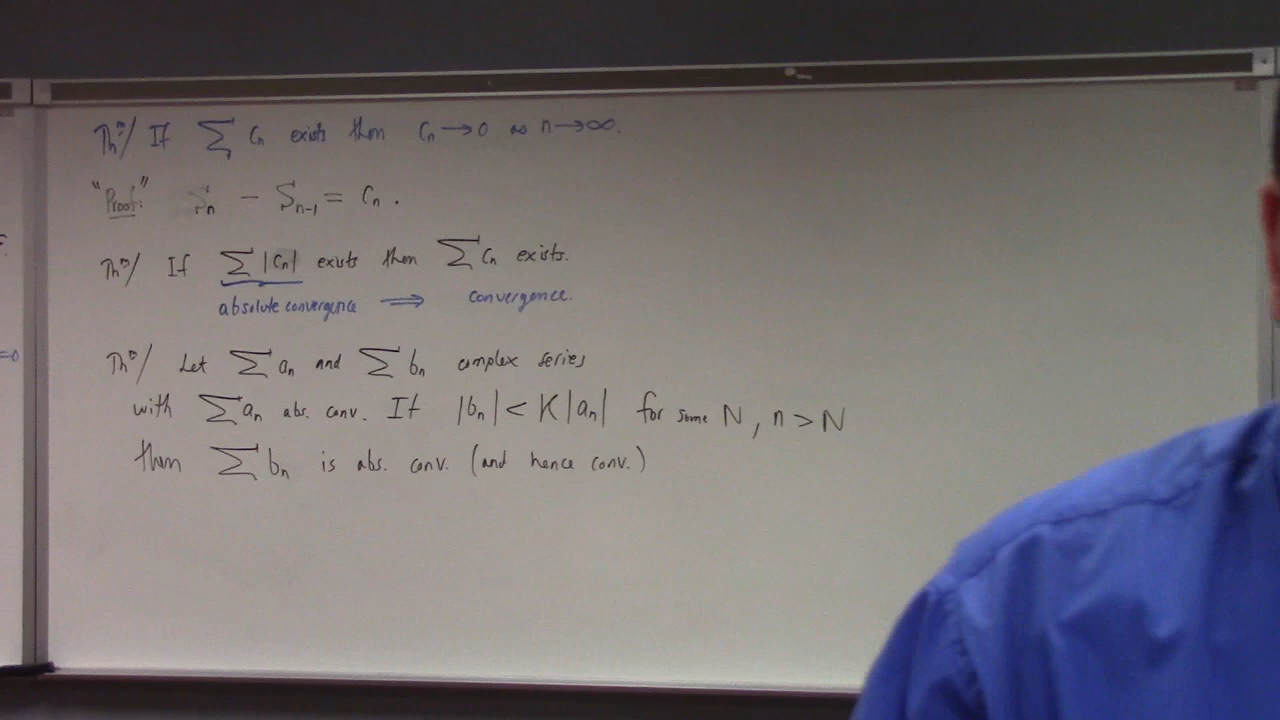 Thm/ If ∑ cn exists then cn → 0 as n → ∞.
"Proof:" Sn − Sn-1 = cn.
Thm/ If ∑ |cn| exists then ∑ cn exists.
absolute convergence ⟹ convergence.
Thm/ Let ∑ an and ∑ bn complex series
with ∑ an abs. conv. If |bn| < K|an| for some N, n > N
then ∑ bn is abs. conv. (and hence conv.)
=0